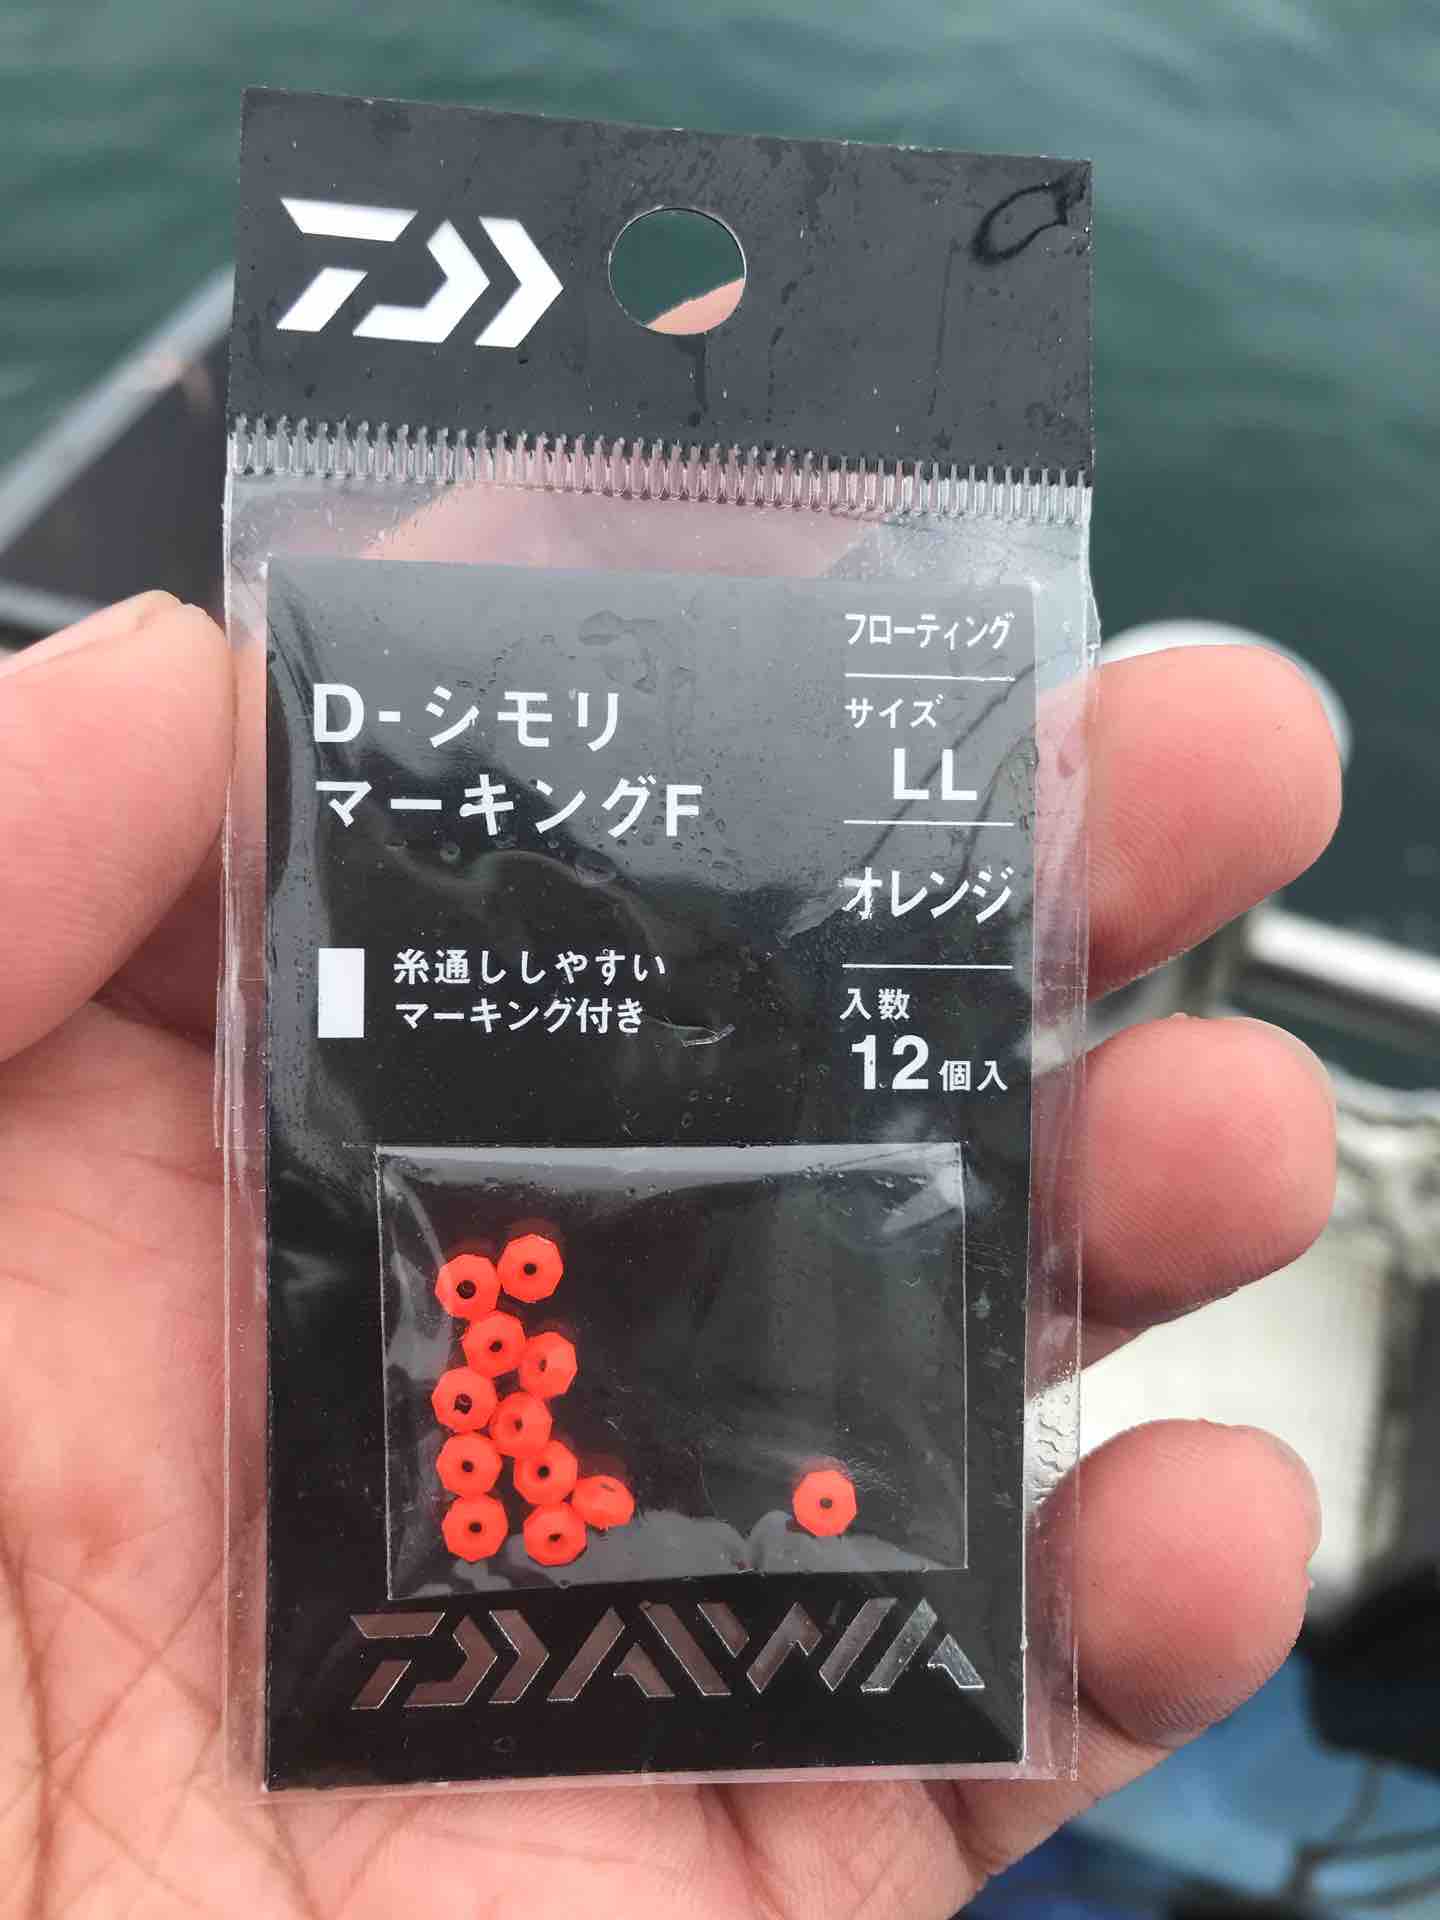 D-シモリ
マーキングF
糸通ししやすい
マーキング付き
フローティング
サイズ
LL
オレンジ
入数
12個入
DAIWA